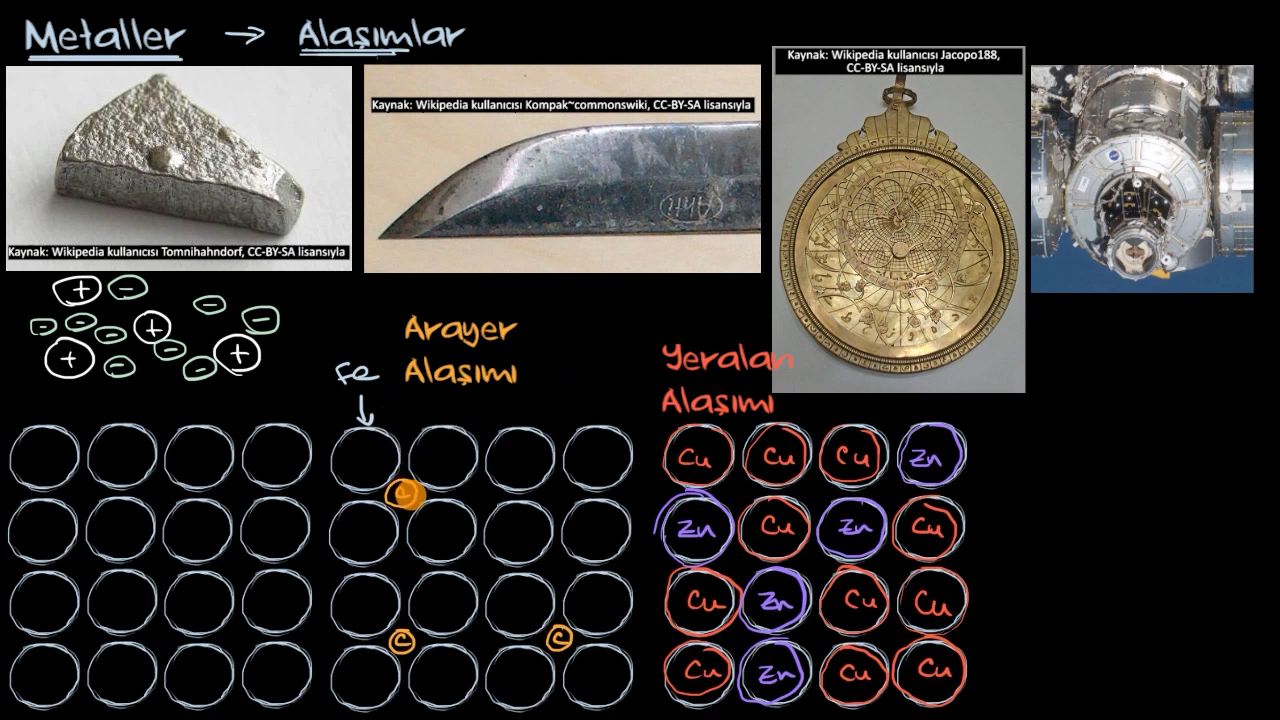 Metaller → Alaşımlar
Kaynak: Wikipedia kullanıcısı Tomnihahndorf, CC-BY-SA lisansıyla
Kaynak: Wikipedia kullanıcısı Kompak~commonswiki, CC-BY-SA lisansıyla
Kaynak: Wikipedia kullanıcısı Jacopo188,
CC-BY-SA lisansıyla
+ -
- - - + - - -
+ - - +
Fe
Arayer
Alaşımı
C
C C
Yeralan
Alaşımı
Cu Cu Cu Zn
Zn Cu Zn Cu
Cu Zn Cu Cu
Cu Zn Cu Cu